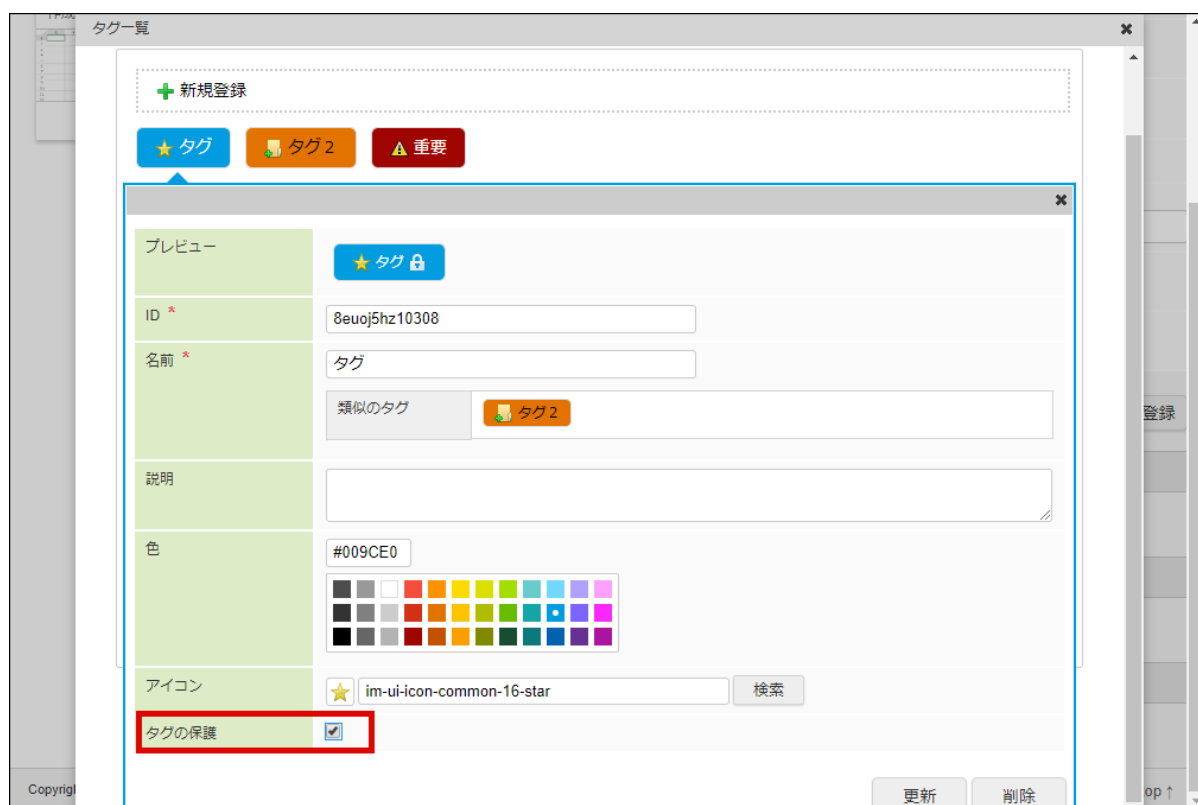 タグ一覧
新規登録
タグ
タグ2
重要
プレビュー
タグ
ID *
8euoj5hz10308
名前 *
タグ
類似のタグ
タグ2
登録
説明
色
#009CE0
アイコン
im-ui-icon-common-16-star
検索
タグの保護
更新
削除
Copyrig
op ↑